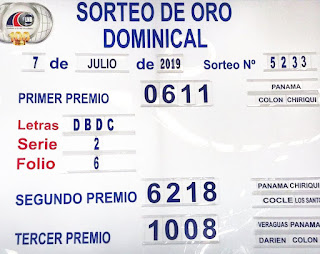 SORTEO DE ORO
DOMINICAL
7 de JULIO de 2019 Sorteo Nº 5233
PRIMER PREMIO 0611 PANAMA
COLON CHIRIQUI
Letras DBDC
Serie 2
Folio 6
SEGUNDO PREMIO 6218 PANAMA CHIRIQUI
COCLE LOS SANTOS
TERCER PREMIO 1008 VERAGUAS PANAMA
DARIEN COLON